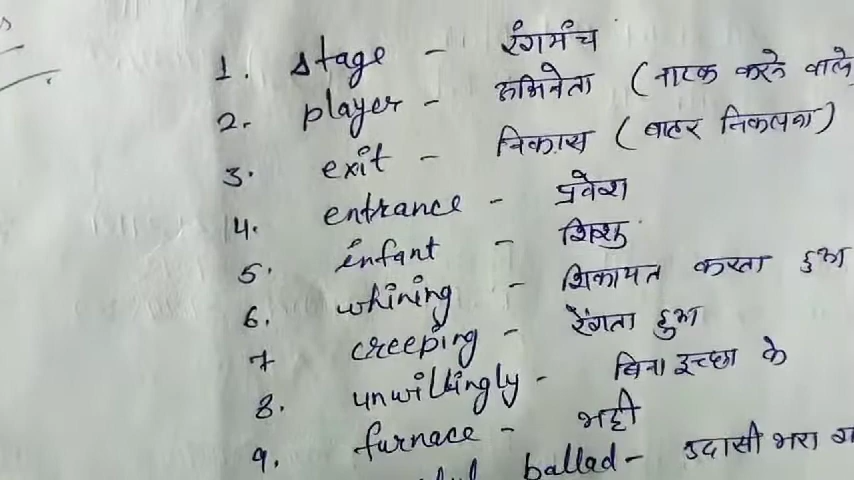 1. stage - रंगमंच
2. player - अभिनेता (नाटक करने वाले
3. exit - निकास (बाहर निकलना)
4. entrance - प्रवेश
5. infant - शिशु
6. whining - शिकायत करता हुआ
7 creeping - रेंगता हुआ
8. unwillingly - बिना इच्छा के
9. furnace - भट्टी
ballad - उदासी भरा